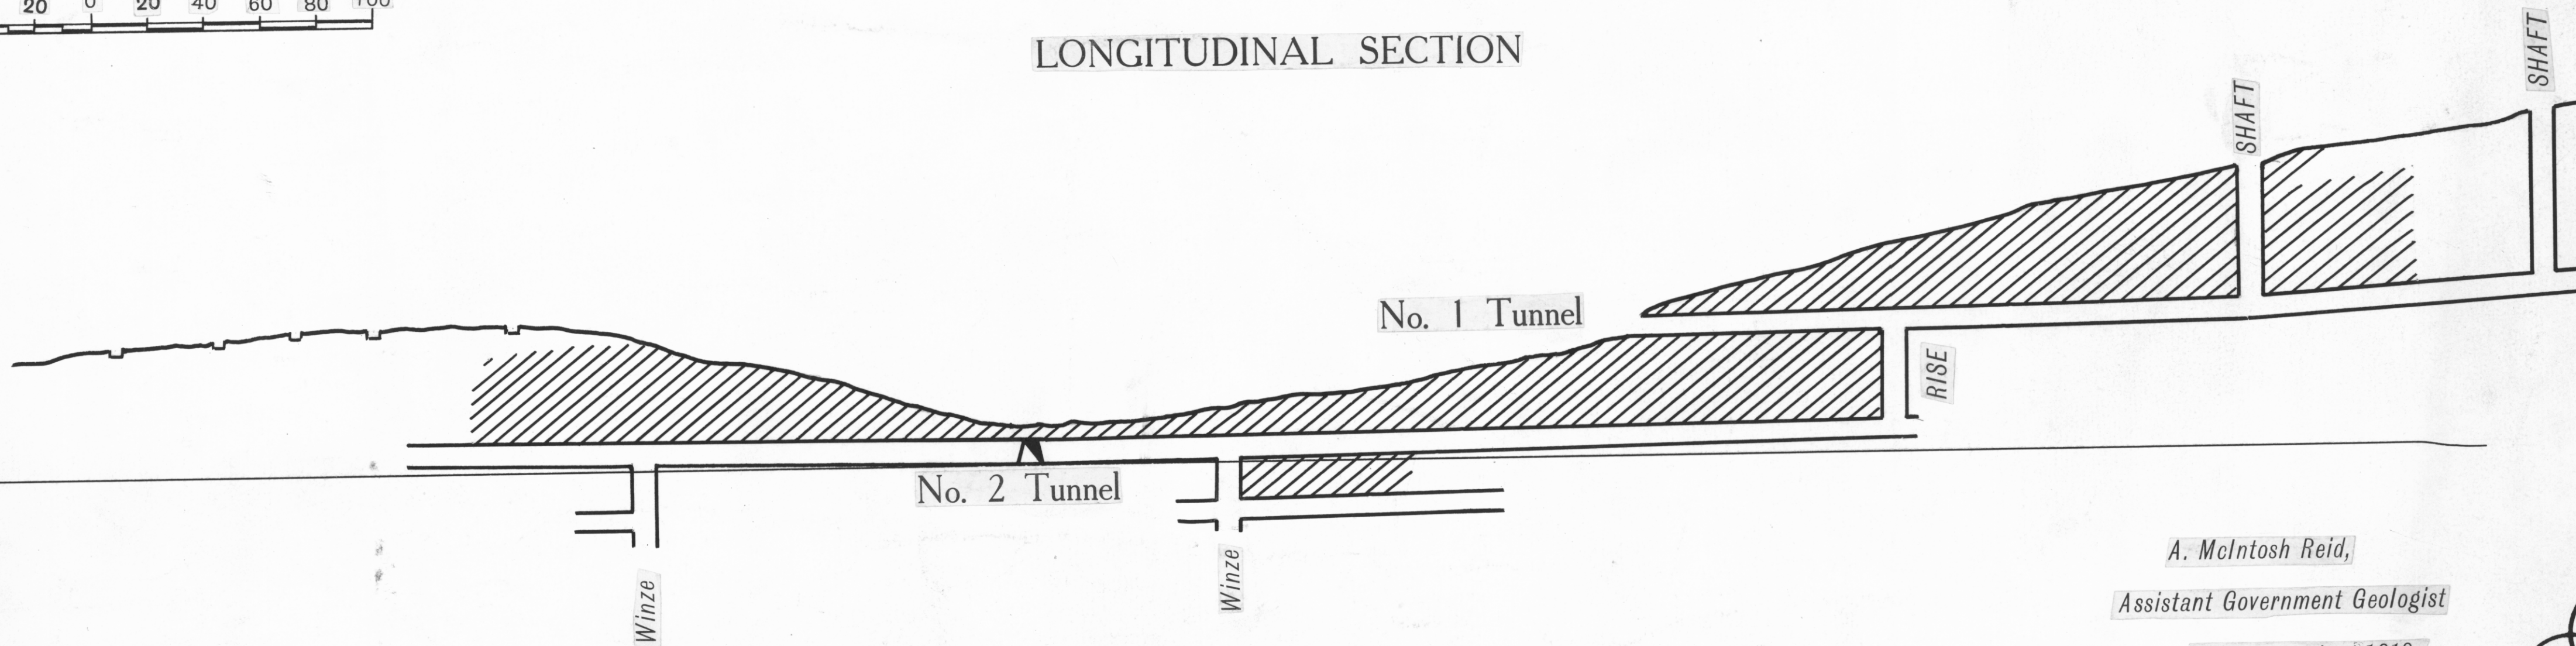 20 0 20 40 60 80 100
LONGITUDINAL SECTION
SHAFT
SHAFT
No. 1 Tunnel
RISE
No. 2 Tunnel
Winze
Winze
A. McIntosh Reid,
Assistant Government Geologist